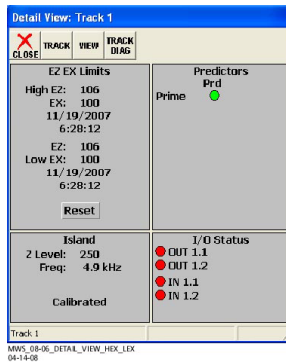 Detail View: Track 1
CLOSE
TRACK
VIEW
TRACK DIAG
EZ EX Limits
High EZ: 106
EX: 100
11/19/2007
6:28:12
EZ: 106
Low EX: 100
11/19/2007
6:28:12
Reset
Predictors
Prd
Prime
Island
Z Level: 250
Freq: 4.9 kHz
Calibrated
I/O Status
OUT 1.1
OUT 1.2
IN 1.1
IN 1.2
Track 1
MWS_08-06_DETAIL_VIEW_HEX_LEX
04-14-08